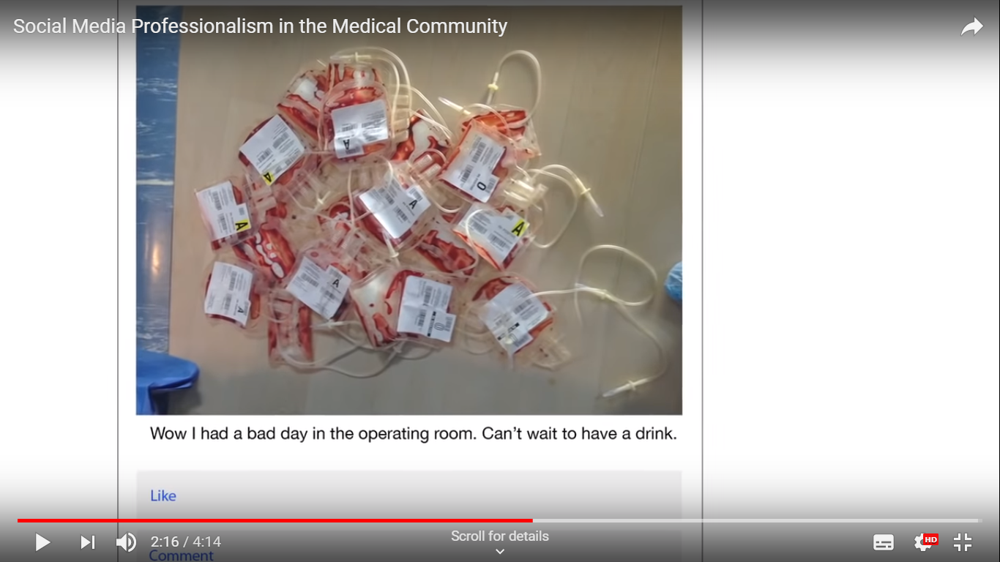 Social Media Professionalism in the Medical Community
A
A
O
A
A
A
A
A
O
Wow I had a bad day in the operating room. Can't wait to have a drink.
Like
2:16 / 4:14
Scroll for details
HD
Comment